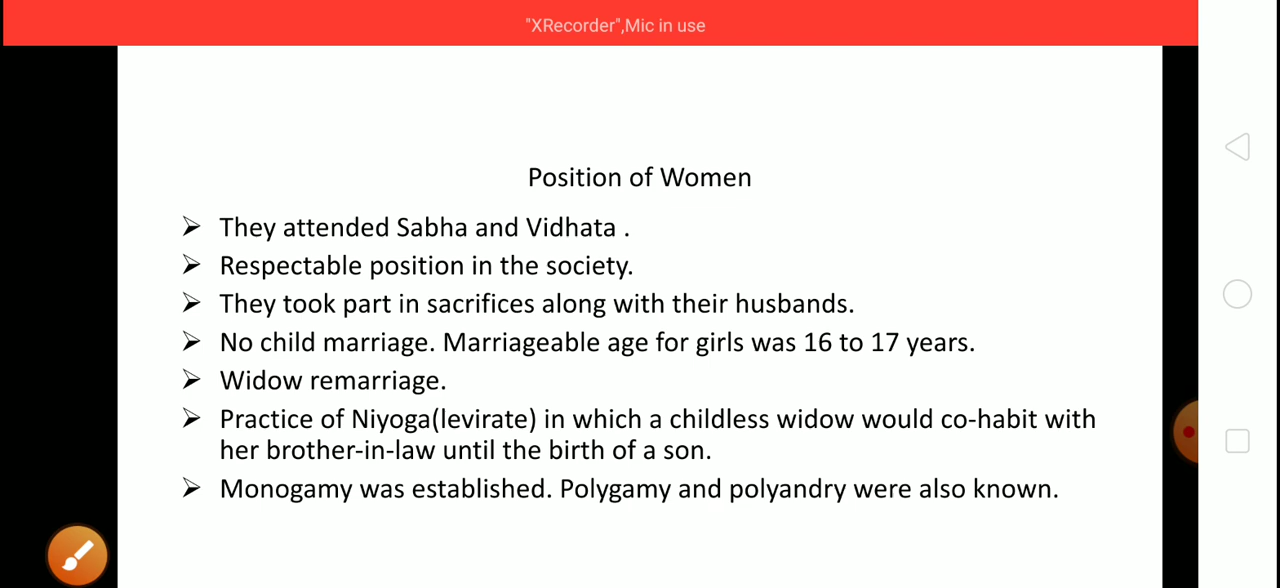 "XRecorder",Mic in use
Position of Women
➢ They attended Sabha and Vidhata .
➢ Respectable position in the society.
➢ They took part in sacrifices along with their husbands.
➢ No child marriage. Marriageable age for girls was 16 to 17 years.
➢ Widow remarriage.
➢ Practice of Niyoga(levirate) in which a childless widow would co-habit with
her brother-in-law until the birth of a son.
➢ Monogamy was established. Polygamy and polyandry were also known.